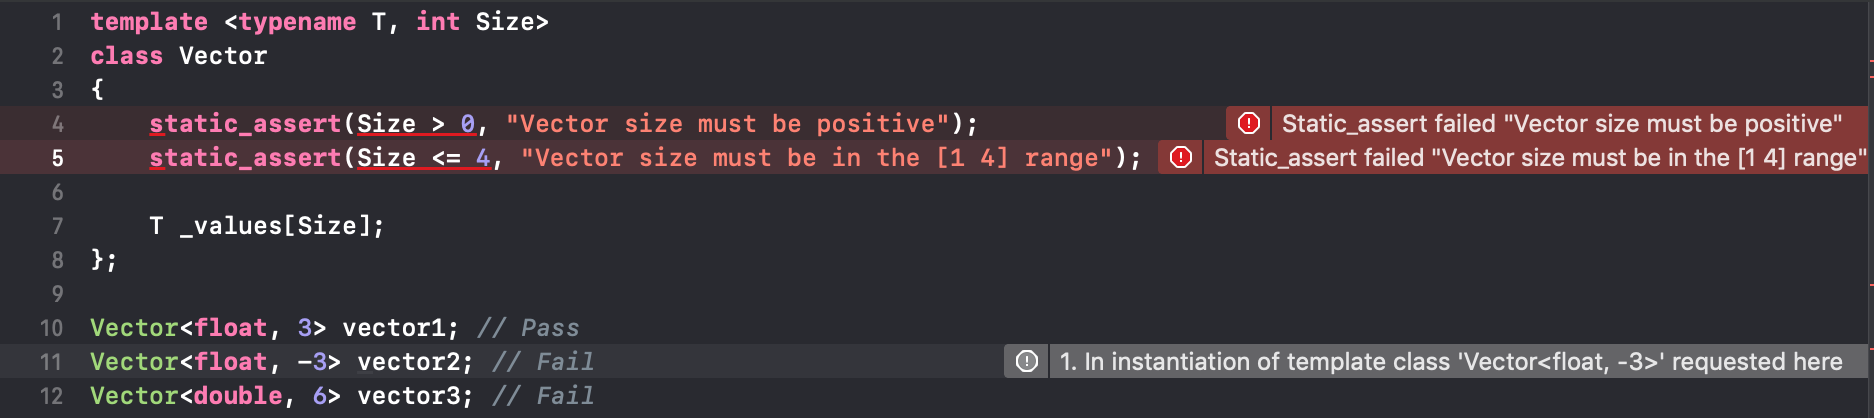 1 template <typename T, int Size>
2 class Vector
3 {
4 static_assert(Size > 0, "Vector size must be positive"); Static_assert failed "Vector size must be positive"
5 static_assert(Size <= 4, "Vector size must be in the [1 4] range"); Static_assert failed "Vector size must be in the [1 4] range"
6
7 T _values[Size];
8 };
9
10 Vector<float, 3> vector1; // Pass
11 Vector<float, -3> vector2; // Fail 1. In instantiation of template class 'Vector<float, -3>' requested here
12 Vector<double, 6> vector3; // Fail